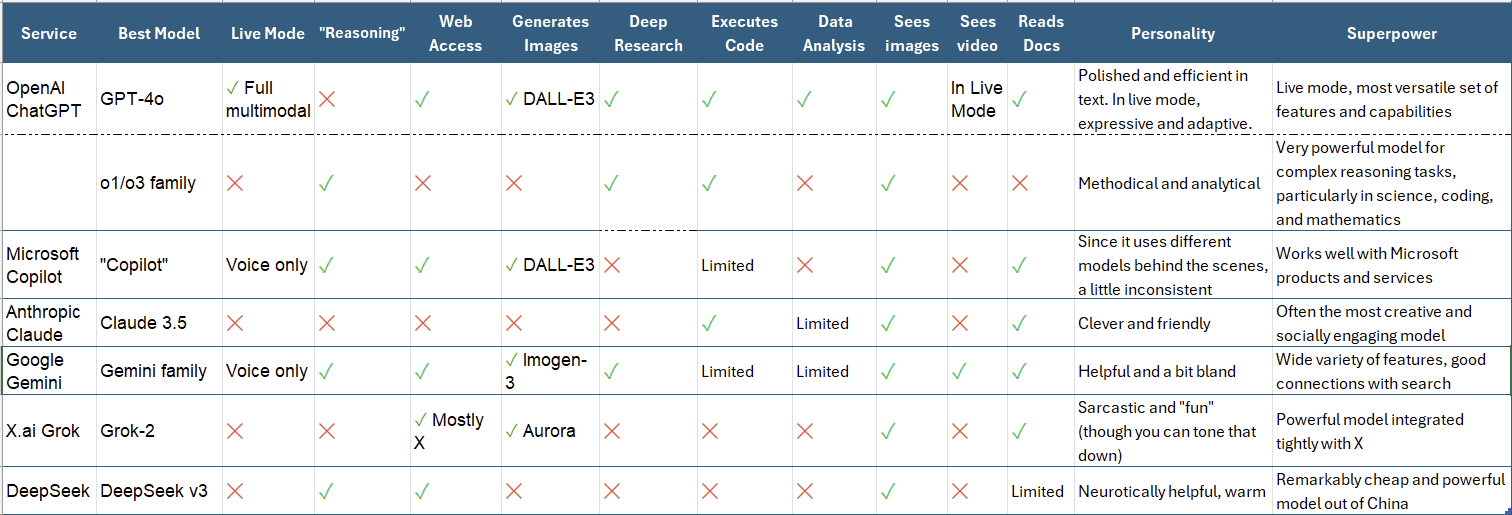 Service Best Model Live Mode "Reasoning" Web Access Generates Images Deep Research Executes Code Data Analysis Sees images Sees video Reads Docs Personality Superpower
OpenAI ChatGPT GPT-4o ✓ Full multimodal ✕ ✓ ✓ DALL-E3 ✓ ✓ ✓ ✓ In Live Mode ✓ Polished and efficient in text. In live mode, expressive and adaptive. Live mode, most versatile set of features and capabilities
o1/o3 family ✕ ✓ ✕ ✕ ✓ ✓ ✕ ✓ ✕ ✕ Methodical and analytical Very powerful model for complex reasoning tasks, particularly in science, coding, and mathematics
Microsoft Copilot "Copilot" Voice only ✓ ✓ ✓ DALL-E3 ✕ Limited ✕ ✓ ✕ ✓ Since it uses different models behind the scenes, a little inconsistent Works well with Microsoft products and services
Anthropic Claude Claude 3.5 ✕ ✕ ✕ ✕ ✕ ✓ Limited ✓ ✕ ✓ Clever and friendly Often the most creative and socially engaging model
Google Gemini Gemini family Voice only ✓ ✓ ✓ Imogen-3 ✓ Limited Limited ✓ ✓ ✓ Helpful and a bit bland Wide variety of features, good connections with search
X.ai Grok Grok-2 ✕ ✕ ✓ Mostly X ✓ Aurora ✕ ✕ ✕ ✓ ✕ ✓ Sarcastic and "fun" (though you can tone that down) Powerful model integrated tightly with X
DeepSeek DeepSeek v3 ✕ ✓ ✓ ✕ ✕ ✕ ✕ ✓ ✕ Limited Neurotically helpful, warm Remarkably cheap and powerful model out of China